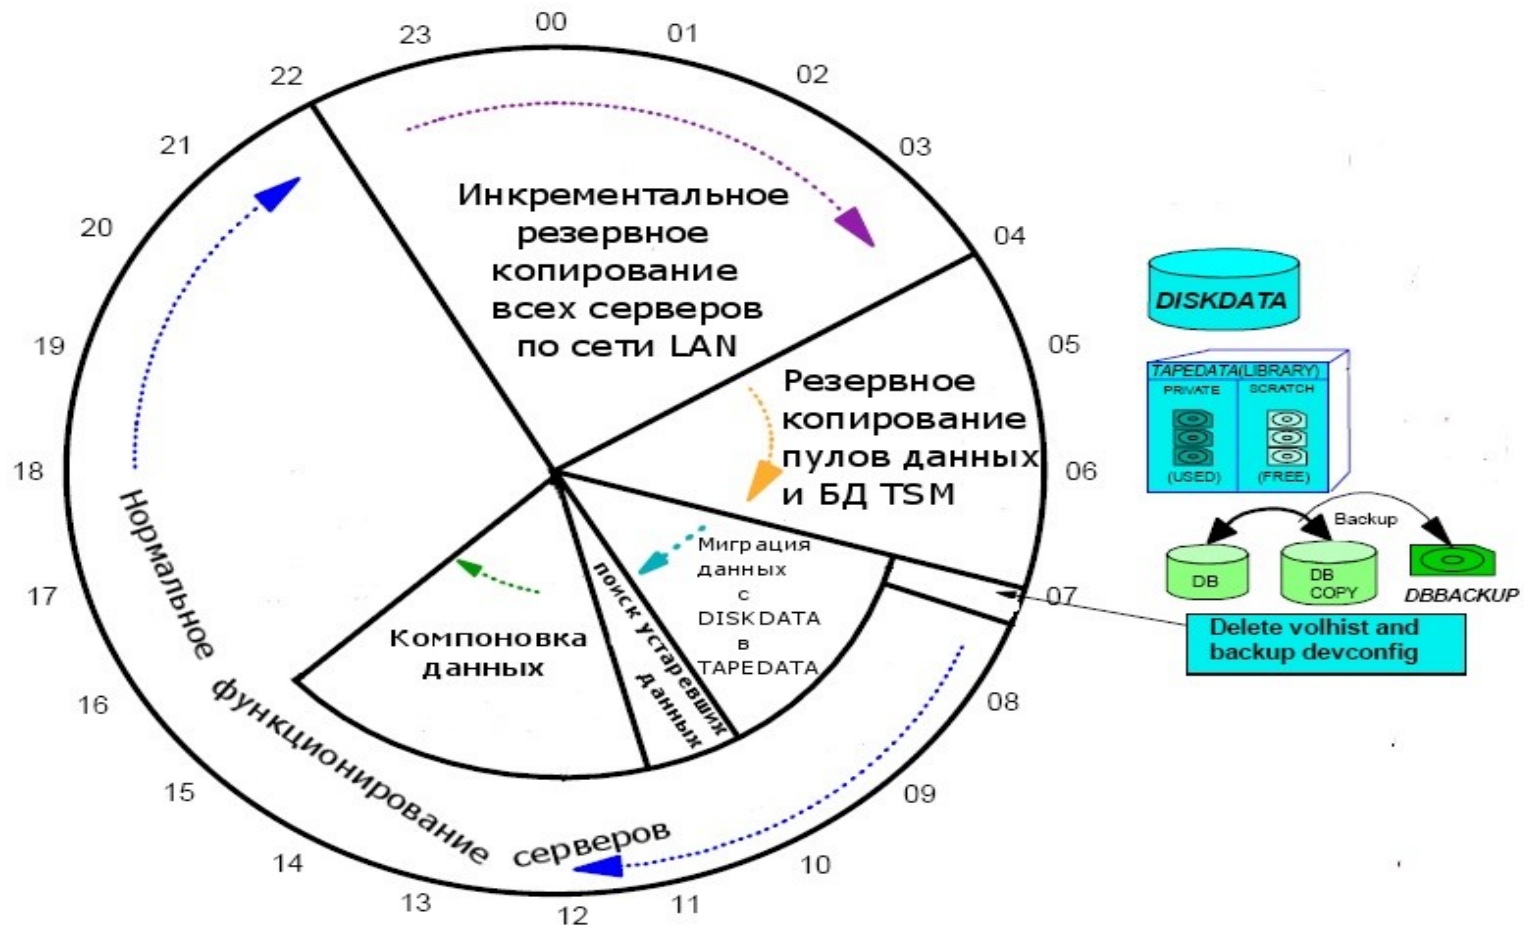 00
01
02
03
04
05
06
07
08
09
10
11
12
13
14
15
16
17
18
19
20
21
22
23
Инкрементальное
резервное
копирование
всех серверов
по сети LAN
Резервное
копирование
пулов данных
и БД TSM
Миграция
данных
с
DISKDATA
в
TAPEDATA
поиск устаревших
данных
Компоновка
данных
Нормальное функционирование серверов
DISKDATA
TAPEDATA(LIBRARY)
PRIVATE
SCRATCH
(USED)
(FREE)
Backup
DB
DB
COPY
DBBACKUP
Delete volhist and
backup devconfig